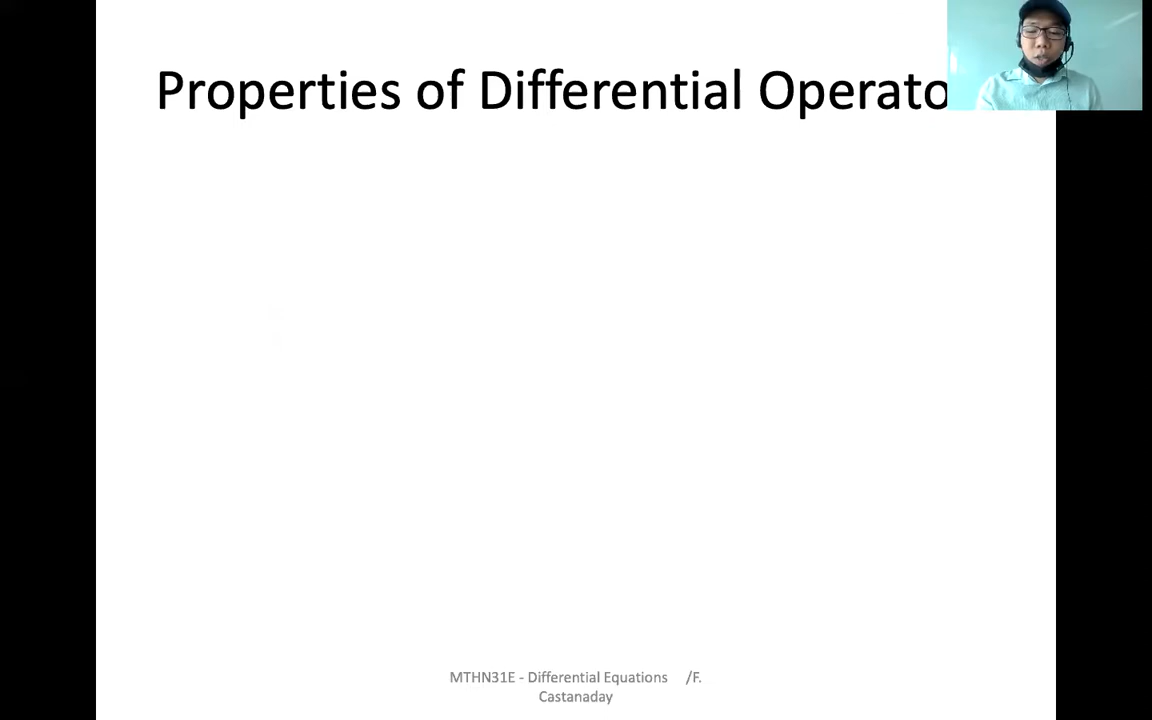 Properties of Differential Operato
MTHN31E - Differential Equations /F.
Castanaday